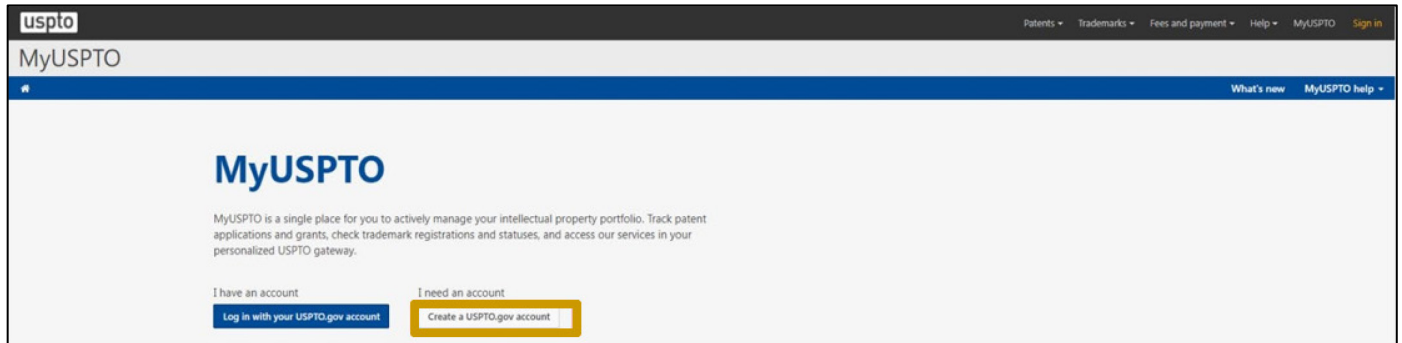 uspto
Patents Trademarks Fees and payment Help MyUSPTO Sign in
MyUSPTO
What's new MyUSPTO help
MyUSPTO
MyUSPTO is a single place for you to actively manage your intellectual property portfolio. Track patent
applications and grants, check trademark registrations and statuses, and access our services in your
personalized USPTO gateway.
I have an account I need an account
Log in with your USPTO.gov account Create a USPTO.gov account